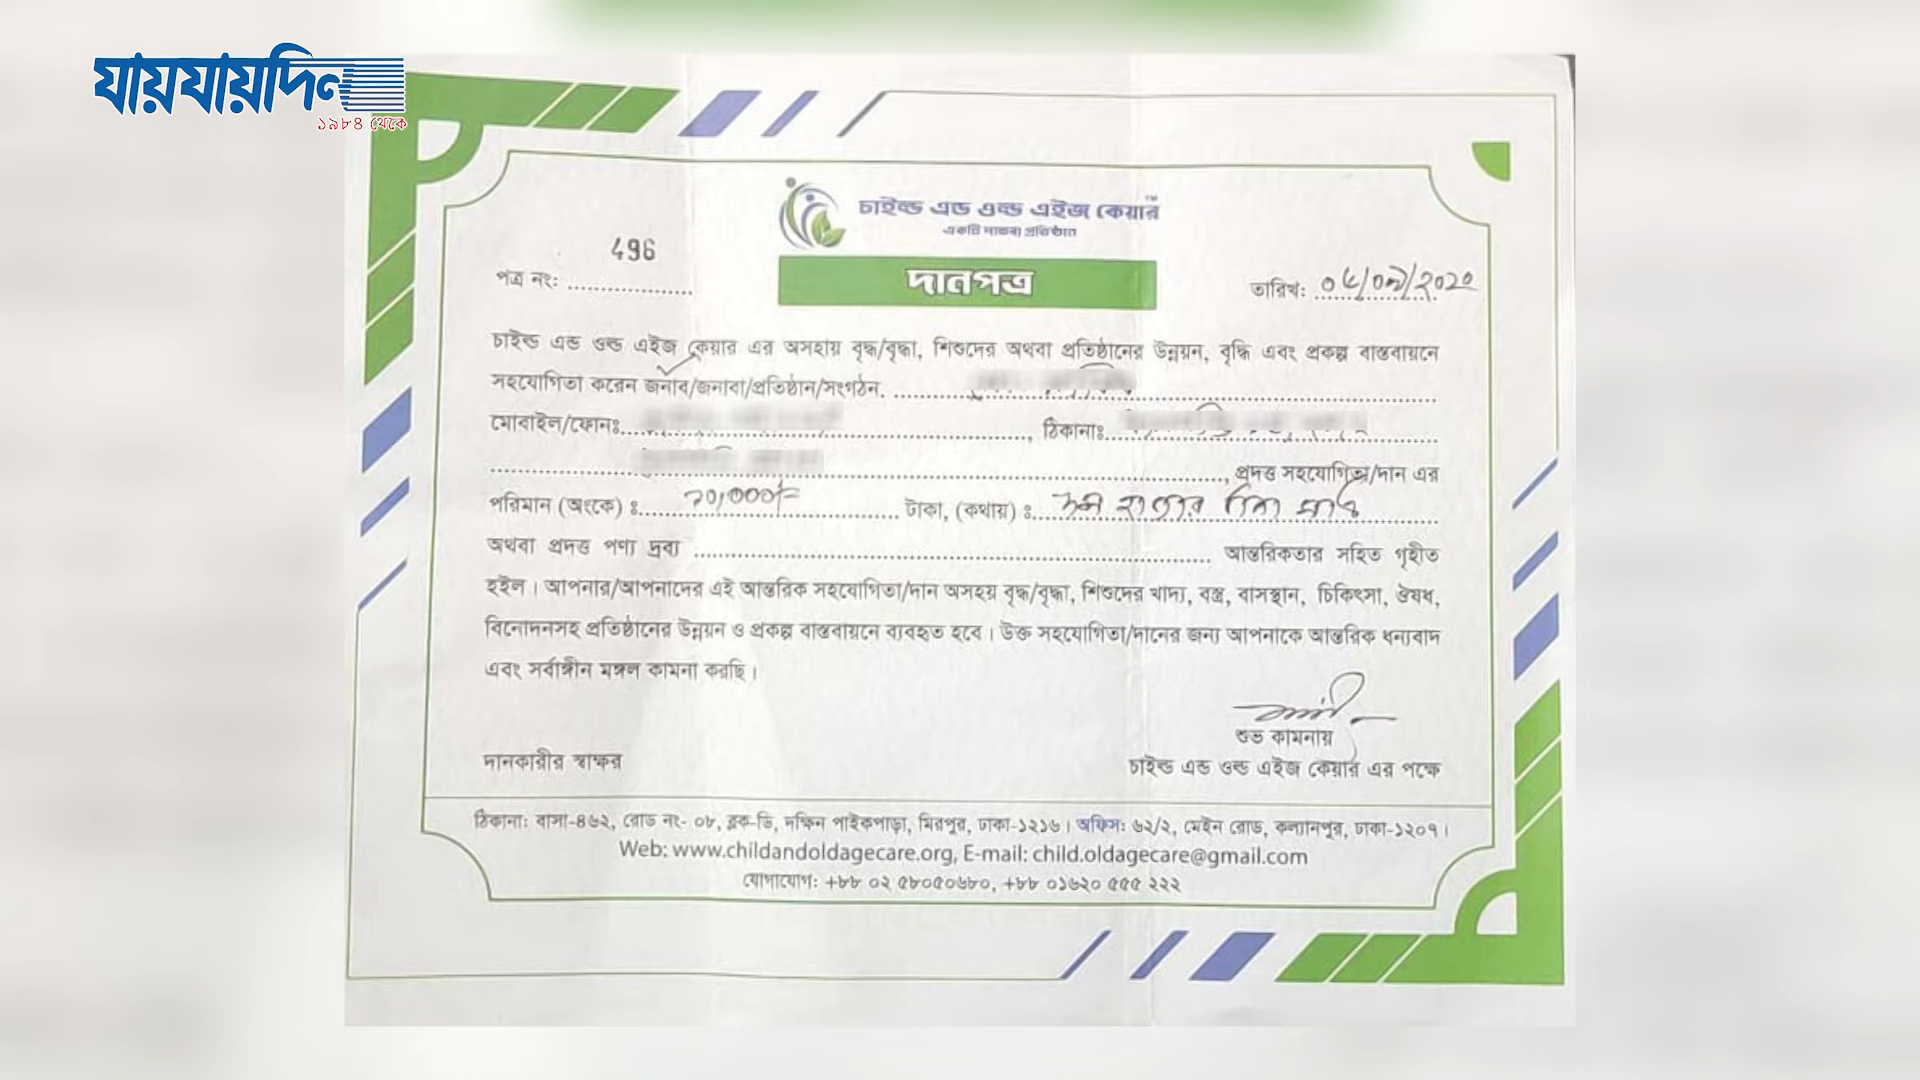 যায়যায়দিন
১৯৮৪ থেকে
চাইল্ড এন্ড ওল্ড এইজ কেয়ার™
একটি দাতব্য প্রতিষ্ঠান
496
পত্র নং: ....................
দানপত্র
তারিখ:
চাইল্ড এন্ড ওল্ড এইজ কেয়ার এর অসহায় বৃদ্ধ/বৃদ্ধা, শিশুদের অথবা প্রতিষ্ঠানের উন্নয়ন, বৃদ্ধি এবং প্রকল্প বাস্তবায়নে
সহযোগিতা করেন জনাব/জনাবা/প্রতিষ্ঠান/সংগঠন.
মোবাইল/ফোনঃ ...................., ঠিকানাঃ
...................., প্রদত্ত সহযোগিতা/দান এর
পরিমান (অংকে) ঃ ১০,০০০/= টাকা, (কথায়) ঃ দশ হাজার টাকা মাত্র
অথবা প্রদত্ত পণ্য দ্রব্য .................... আন্তরিকতার সহিত গৃহীত
হইল। আপনার/আপনাদের এই আন্তরিক সহযোগিতা/দান অসহয় বৃদ্ধ/বৃদ্ধা, শিশুদের খাদ্য, বস্ত্র, বাসস্থান, চিকিৎসা, ঔষধ,
বিনোদনসহ প্রতিষ্ঠানের উন্নয়ন ও প্রকল্প বাস্তবায়নে ব্যবহৃত হবে। উক্ত সহযোগিতা/দানের জন্য আপনাকে আন্তরিক ধন্যবাদ
এবং সর্বাঙ্গীন মঙ্গল কামনা করছি।
শুভ কামনায়
দানকারীর স্বাক্ষর
চাইল্ড এন্ড ওল্ড এইজ কেয়ার এর পক্ষে
ঠিকানা: বাসা-৪৬২, রোড নং- ০৮, ব্লক-ডি, দক্ষিন পাইকপাড়া, মিরপুর, ঢাকা-১২১৬। অফিস: ৬২/২, মেইন রোড, কল্যানপুর, ঢাকা-১২০৭।
Web: www.childandoldagecare.org, E-mail: child.oldagecare@gmail.com
যোগাযোগ: +৮৮ ০২ ৫৮০৫০৬৮০, +৮৮ ০১৬২০ ৫৫৫ ২২২